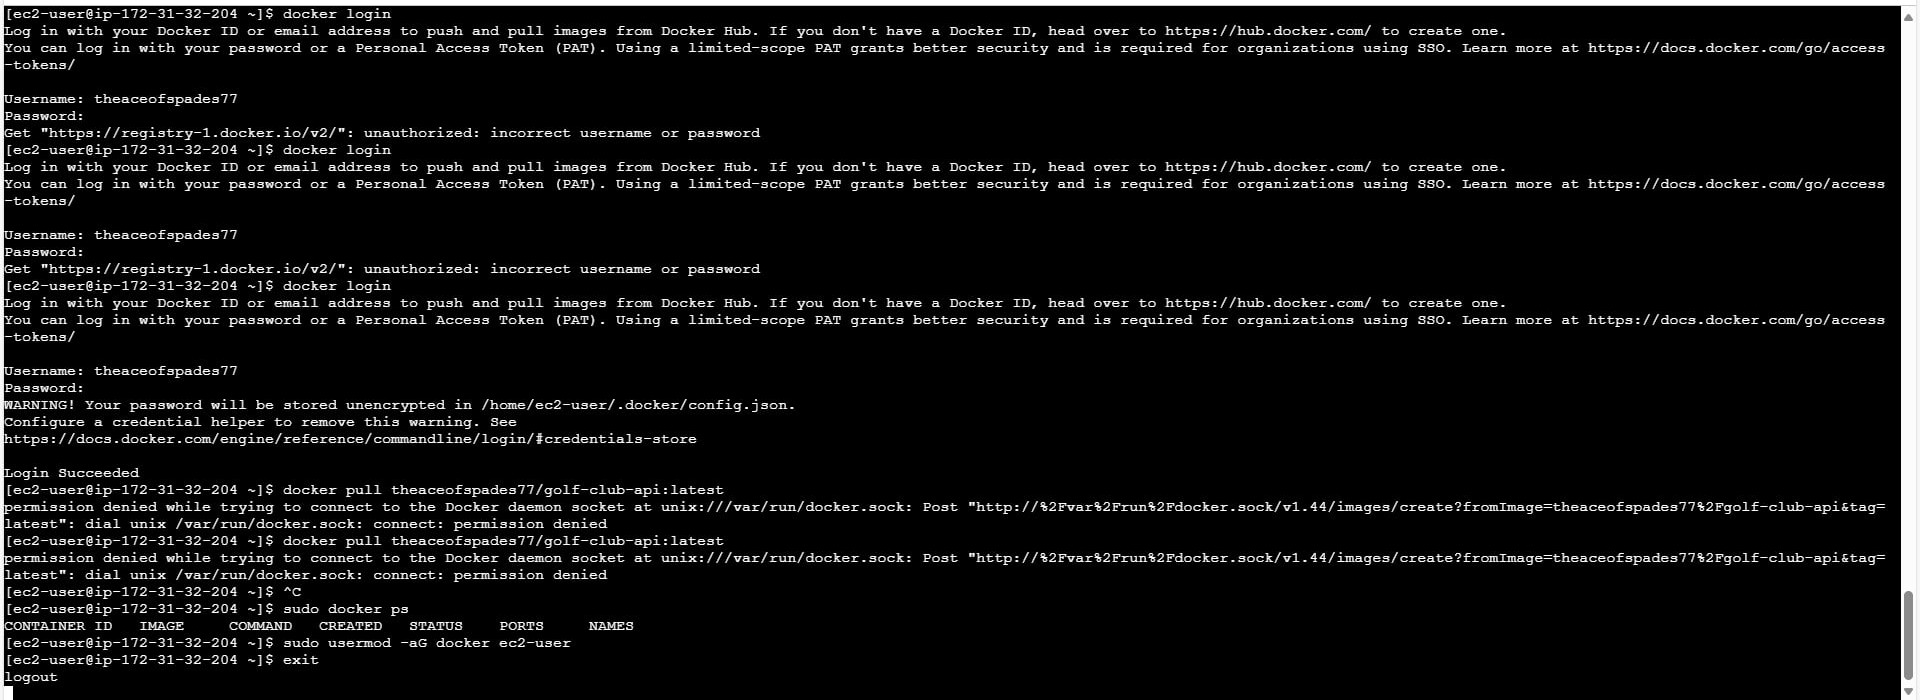 [ec2-user@ip-172-31-32-204 ~]$ docker login
Log in with your Docker ID or email address to push and pull images from Docker Hub. If you don't have a Docker ID, head over to https://hub.docker.com/ to create one.
You can log in with your password or a Personal Access Token (PAT). Using a limited-scope PAT grants better security and is required for organizations using SSO. Learn more at https://docs.docker.com/go/access
-tokens/
Username: theaceofspades77
Password:
Get "https://registry-1.docker.io/v2/": unauthorized: incorrect username or password
[ec2-user@ip-172-31-32-204 ~]$ docker login
Log in with your Docker ID or email address to push and pull images from Docker Hub. If you don't have a Docker ID, head over to https://hub.docker.com/ to create one.
You can log in with your password or a Personal Access Token (PAT). Using a limited-scope PAT grants better security and is required for organizations using SSO. Learn more at https://docs.docker.com/go/access
-tokens/
Username: theaceofspades77
Password:
Get "https://registry-1.docker.io/v2/": unauthorized: incorrect username or password
[ec2-user@ip-172-31-32-204 ~]$ docker login
Log in with your Docker ID or email address to push and pull images from Docker Hub. If you don't have a Docker ID, head over to https://hub.docker.com/ to create one.
You can log in with your password or a Personal Access Token (PAT). Using a limited-scope PAT grants better security and is required for organizations using SSO. Learn more at https://docs.docker.com/go/access
-tokens/
Username: theaceofspades77
Password:
WARNING! Your password will be stored unencrypted in /home/ec2-user/.docker/config.json.
Configure a credential helper to remove this warning. See
https://docs.docker.com/engine/reference/commandline/login/#credentials-store
Login Succeeded
[ec2-user@ip-172-31-32-204 ~]$ docker pull theaceofspades77/golf-club-api:latest
permission denied while trying to connect to the Docker daemon socket at unix:///var/run/docker.sock: Post "http://%2Fvar%2Frun%2Fdocker.sock/v1.44/images/create?fromImage=theaceofspades77%2Fgolf-club-api&tag=
latest": dial unix /var/run/docker.sock: connect: permission denied
[ec2-user@ip-172-31-32-204 ~]$ docker pull theaceofspades77/golf-club-api:latest
permission denied while trying to connect to the Docker daemon socket at unix:///var/run/docker.sock: Post "http://%2Fvar%2Frun%2Fdocker.sock/v1.44/images/create?fromImage=theaceofspades77%2Fgolf-club-api&tag=
latest": dial unix /var/run/docker.sock: connect: permission denied
[ec2-user@ip-172-31-32-204 ~]$ ^C
[ec2-user@ip-172-31-32-204 ~]$ sudo docker ps
CONTAINER ID   IMAGE     COMMAND   CREATED   STATUS    PORTS     NAMES
[ec2-user@ip-172-31-32-204 ~]$ sudo usermod -aG docker ec2-user
[ec2-user@ip-172-31-32-204 ~]$ exit
logout